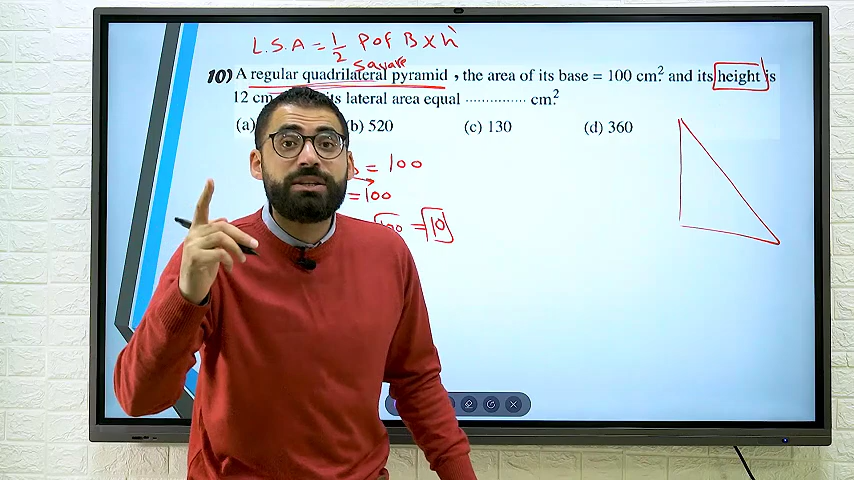 L.S.A = 1/2 P of B x h'
Square
10) A regular quadrilateral pyramid , the area of its base = 100 cm² and its height is
12 cm its lateral area equal ............... cm²
(a) (b) 520 (c) 130 (d) 360
= 100
= 100
= 10